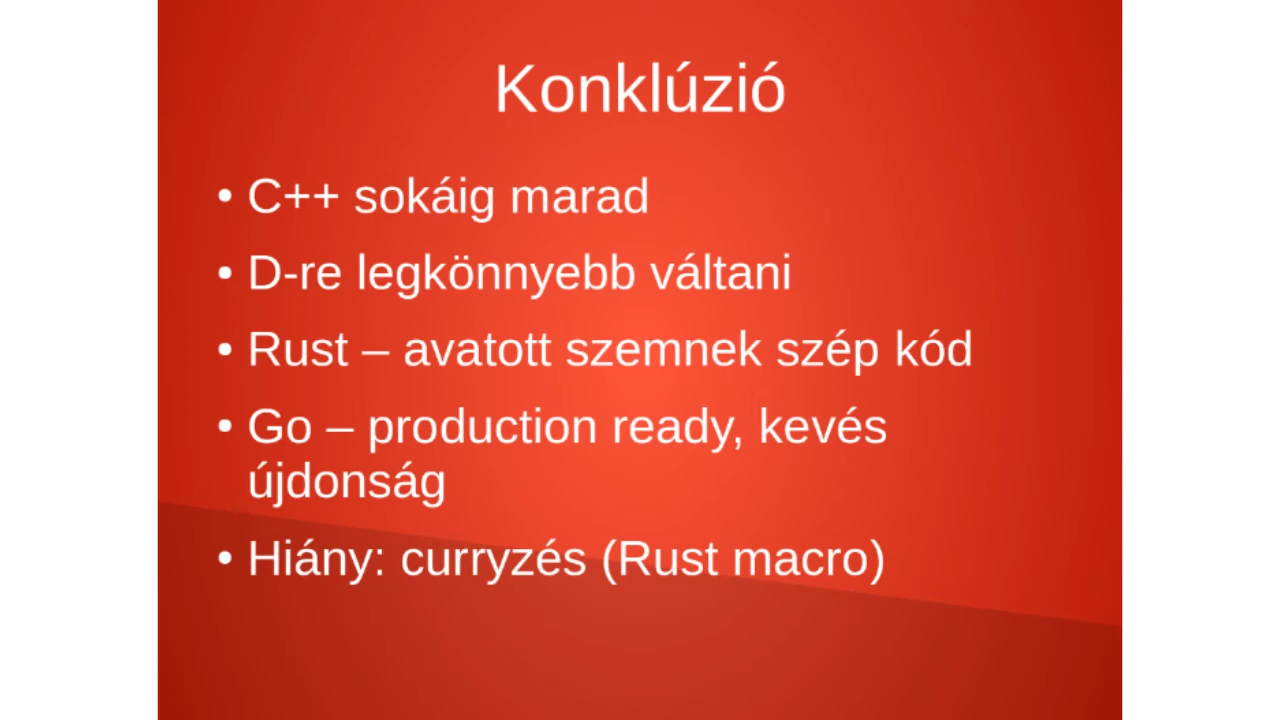 Konklúzió
• C++ sokáig marad
• D-re legkönnyebb váltani
• Rust – avatott szemnek szép kód
• Go – production ready, kevés
újdonság
• Hiány: curryzés (Rust macro)